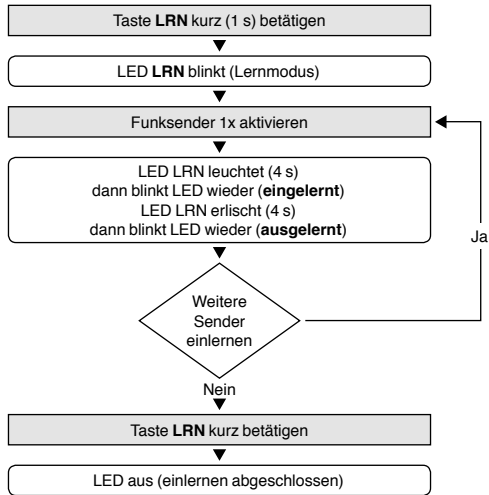 Taste LRN kurz (1 s) betätigen
LED LRN blinkt (Lernmodus)
Funksender 1x aktivieren
LED LRN leuchtet (4 s)
dann blinkt LED wieder (eingelernt)
LED LRN erlischt (4 s)
dann blinkt LED wieder (ausgelernt)
Ja
Weitere
Sender
einlernen
Nein
Taste LRN kurz betätigen
LED aus (einlernen abgeschlossen)